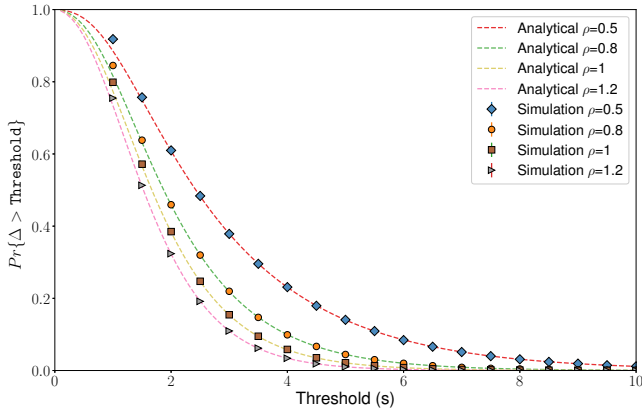 1.0
0.8
0.6
0.4
0.2
0.0
Pr{Δ > Threshold}
0
2
4
6
8
10
Threshold (s)
Analytical ρ=0.5
Analytical ρ=0.8
Analytical ρ=1
Analytical ρ=1.2
Simulation ρ=0.5
Simulation ρ=0.8
Simulation ρ=1
Simulation ρ=1.2